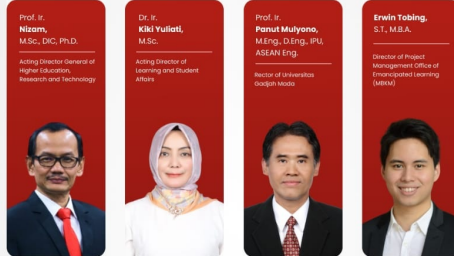 Prof. Ir.
Nizam,
M.Sc., DIC, Ph.D.
Acting Director General of
Higher Education,
Research and Technology
Dr. Ir.
Kiki Yuliati,
M.Sc.
Acting Director of
Learning and Student
Affairs
Prof. Ir.
Panut Mulyono,
M.Eng., D.Eng., IPU,
ASEAN Eng.
Rector of Universitas
Gadjah Mada
Erwin Tobing,
S.T., M.B.A.
Director of Project
Management Office of
Emancipated Learning
(MBKM)